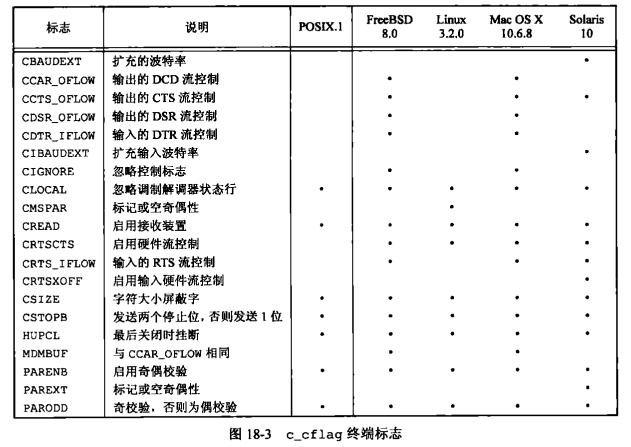 标志 说明 POSIX.1 FreeBSD 8.0 Linux 3.2.0 Mac OS X 10.6.8 Solaris 10
CBAUDEXT 扩充的波特率 •
CCAR_OFLOW 输出的 DCD 流控制 • •
CCTS_OFLOW 输出的 CTS 流控制 • • •
CDSR_OFLOW 输出的 DSR 流控制 • •
CDTR_IFLOW 输入的 DTR 流控制 • •
CIBAUDEXT 扩充输入波特率 •
CIGNORE 忽略控制标志 • •
CLOCAL 忽略调制解调器状态行 • • • • •
CMSPAR 标记或空奇偶性 •
CREAD 启用接收装置 • • • • •
CRTSCTS 启用硬件流控制 • • • •
CRTS_IFLOW 输入的 RTS 流控制 • • •
CRTSXOFF 启用输入硬件流控制 •
CSIZE 字符大小屏蔽字 • • • • •
CSTOPB 发送两个停止位，否则发送 1 位 • • • • •
HUPCL 最后关闭时挂断 • • • • •
MDMBUF 与 CCAR_OFLOW 相同 • •
PARENB 启用奇偶校验 • • • • •
PAREXT 标记或空奇偶性 •
PARODD 奇校验，否则为偶校验 • • • • •
图 18-3 c_cflag 终端标志